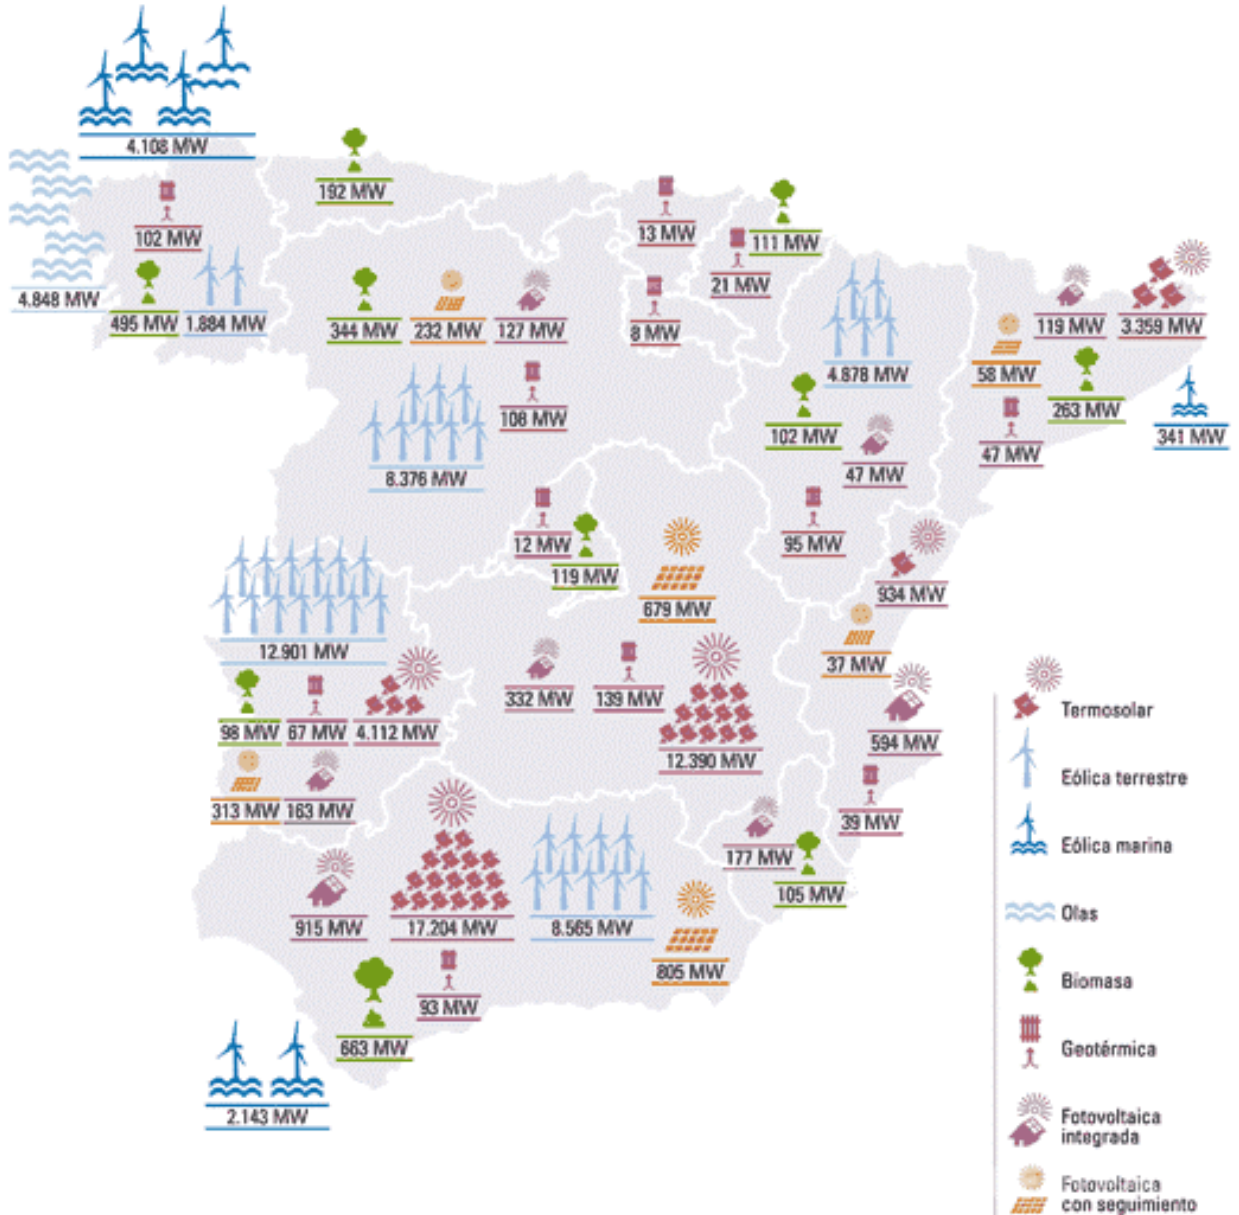 4.108 MW
192 MW
102 MW
13 MW
111 MW
21 MW
4.848 MW
495 MW
1.884 MW
344 MW
232 MW
127 MW
8 MW
4.878 MW
119 MW
3.359 MW
58 MW
263 MW
341 MW
108 MW
102 MW
47 MW
47 MW
8.376 MW
12 MW
95 MW
119 MW
679 MW
934 MW
12.901 MW
37 MW
332 MW
139 MW
98 MW
67 MW
4.112 MW
594 MW
12.390 MW
313 MW
163 MW
39 MW
177 MW
105 MW
915 MW
17.204 MW
8.565 MW
805 MW
93 MW
663 MW
2.143 MW
Termosolar
Eólica terrestre
Eólica marina
Olas
Biomasa
Geotérmica
Fotovoltaica
integrada
Fotovoltaica
con seguimiento